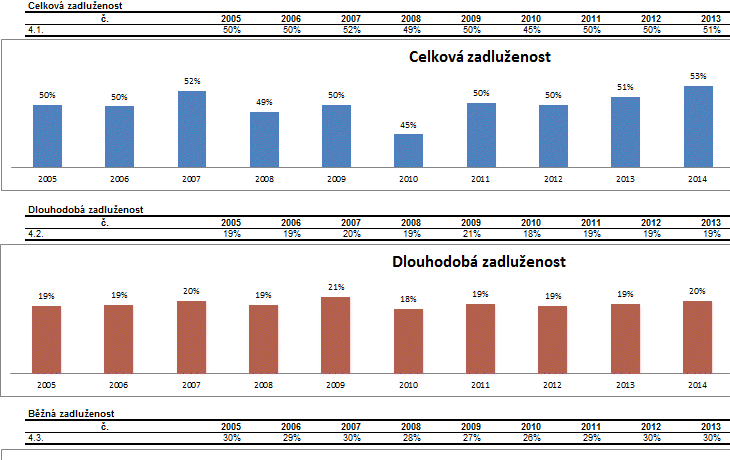 Celková zadluženost
č. 2005 2006 2007 2008 2009 2010 2011 2012 2013
4.1. 50% 50% 52% 49% 50% 45% 50% 50% 51%
Celková zadluženost
50% 50% 52% 49% 50% 45% 50% 50% 51% 53%
2005 2006 2007 2008 2009 2010 2011 2012 2013 2014
Dlouhodobá zadluženost
č. 2005 2006 2007 2008 2009 2010 2011 2012 2013
4.2. 19% 19% 20% 19% 21% 18% 19% 19% 19%
Dlouhodobá zadluženost
19% 19% 20% 19% 21% 18% 19% 19% 19% 20%
2005 2006 2007 2008 2009 2010 2011 2012 2013 2014
Běžná zadluženost
č. 2005 2006 2007 2008 2009 2010 2011 2012 2013
4.3. 30% 29% 30% 28% 27% 26% 29% 30% 30%